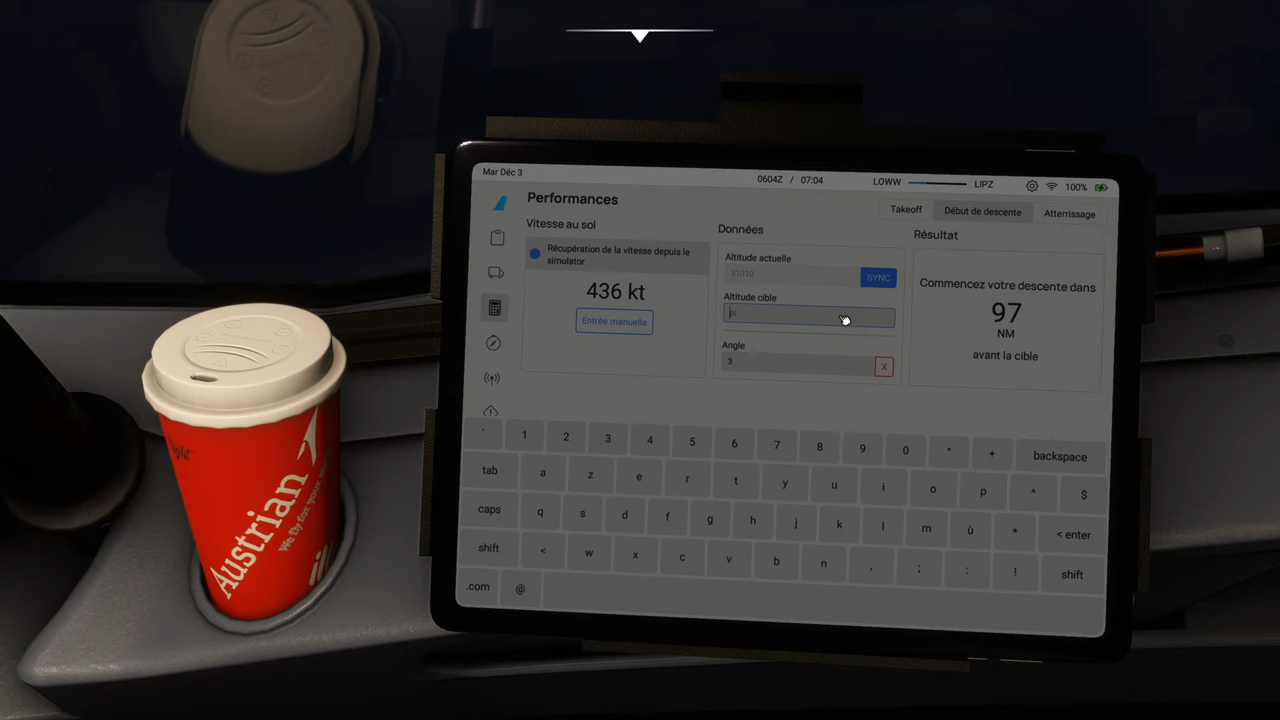 Mar Déc 3
0604Z / 07:04
LOWW LIPZ
100%
Performances
Takeoff
Début de descente
Atterrissage
Vitesse au sol
Récupération de la vitesse depuis le
simulator
436 kt
Entrée manuelle
Données
Altitude actuelle
31010
SYNC
Altitude cible
pi
Angle
3
X
Résultat
Commencez votre descente dans
97
NM
avant la cible
` 1 2 3 4 5 6 7 8 9 0 ° + backspace
tab a z e r t y u i o p ^ $
caps q s d f g h j k l m ù * < enter
shift < w x c v b n , ; : ! shift
.com @
Austrian
We fly for your smile